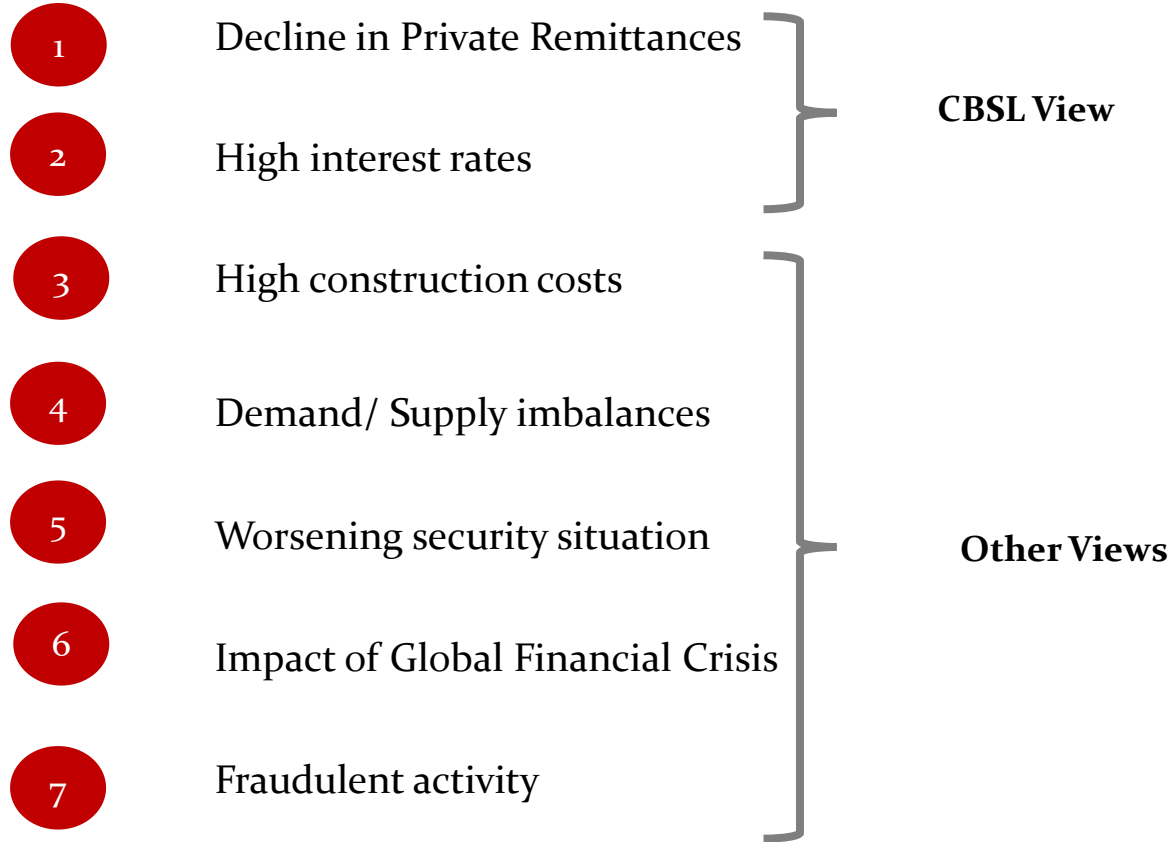 1 Decline in Private Remittances
CBSL View
2 High interest rates
3 High construction costs
4 Demand/ Supply imbalances
5 Worsening security situation
Other Views
6 Impact of Global Financial Crisis
7 Fraudulent activity